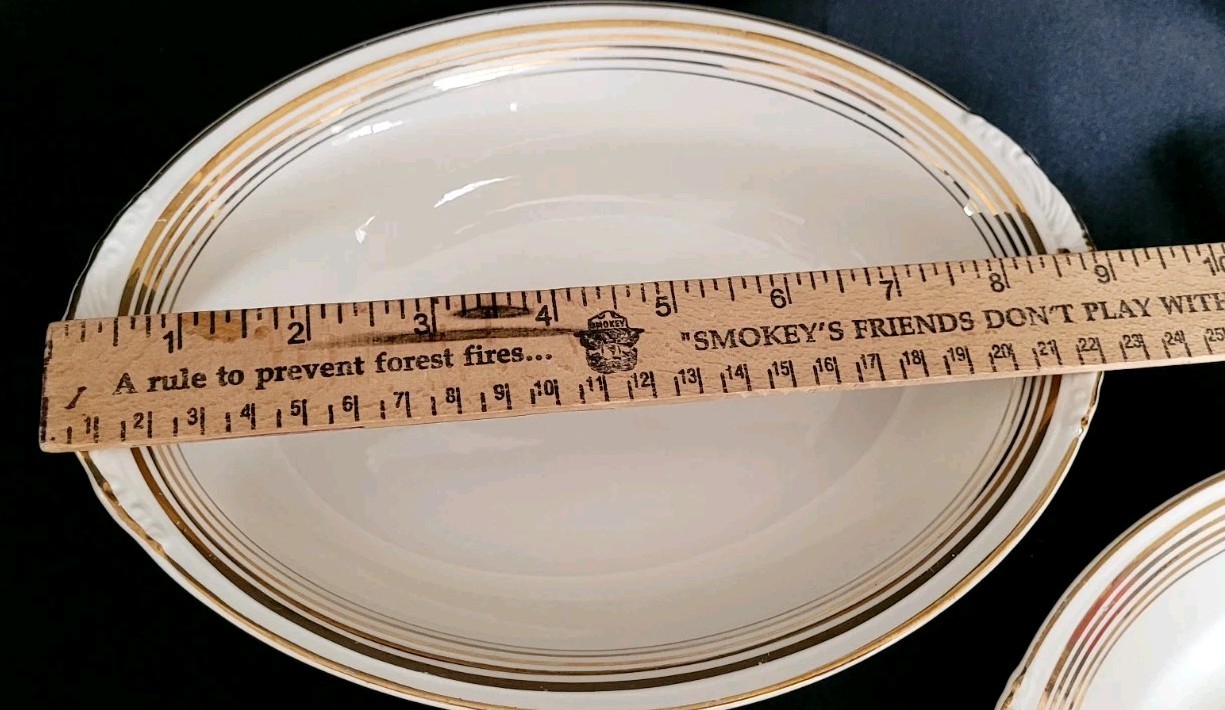 1 2 3 4 5 6 7 8 9 10
SMOKEY
A rule to prevent forest fires... "SMOKEY'S FRIENDS DON'T PLAY WITH
1 2 3 4 5 6 7 8 9 10 11 12 13 14 15 16 17 18 19 20 21 22 23 24 25